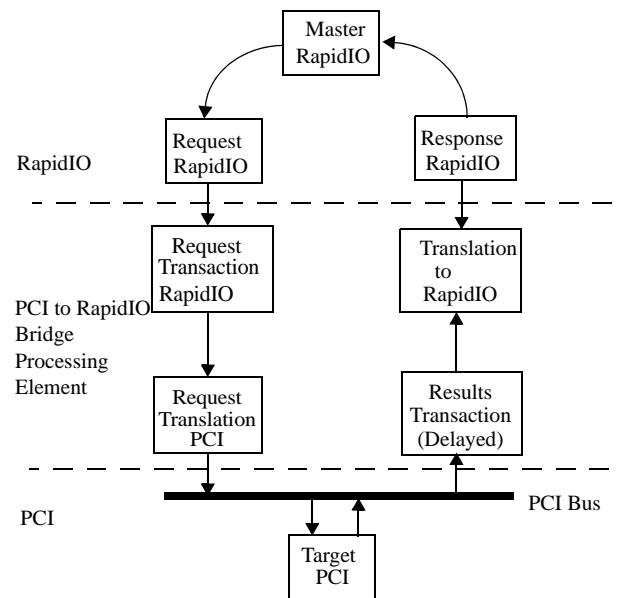 Master
RapidIO
Request
RapidIO
Response
RapidIO
RapidIO
Request
Transaction
RapidIO
Translation
to
RapidIO
PCI to RapidIO
Bridge
Processing
Element
Request
Translation
PCI
Results
Transaction
(Delayed)
PCI Bus
PCI
Target
PCI